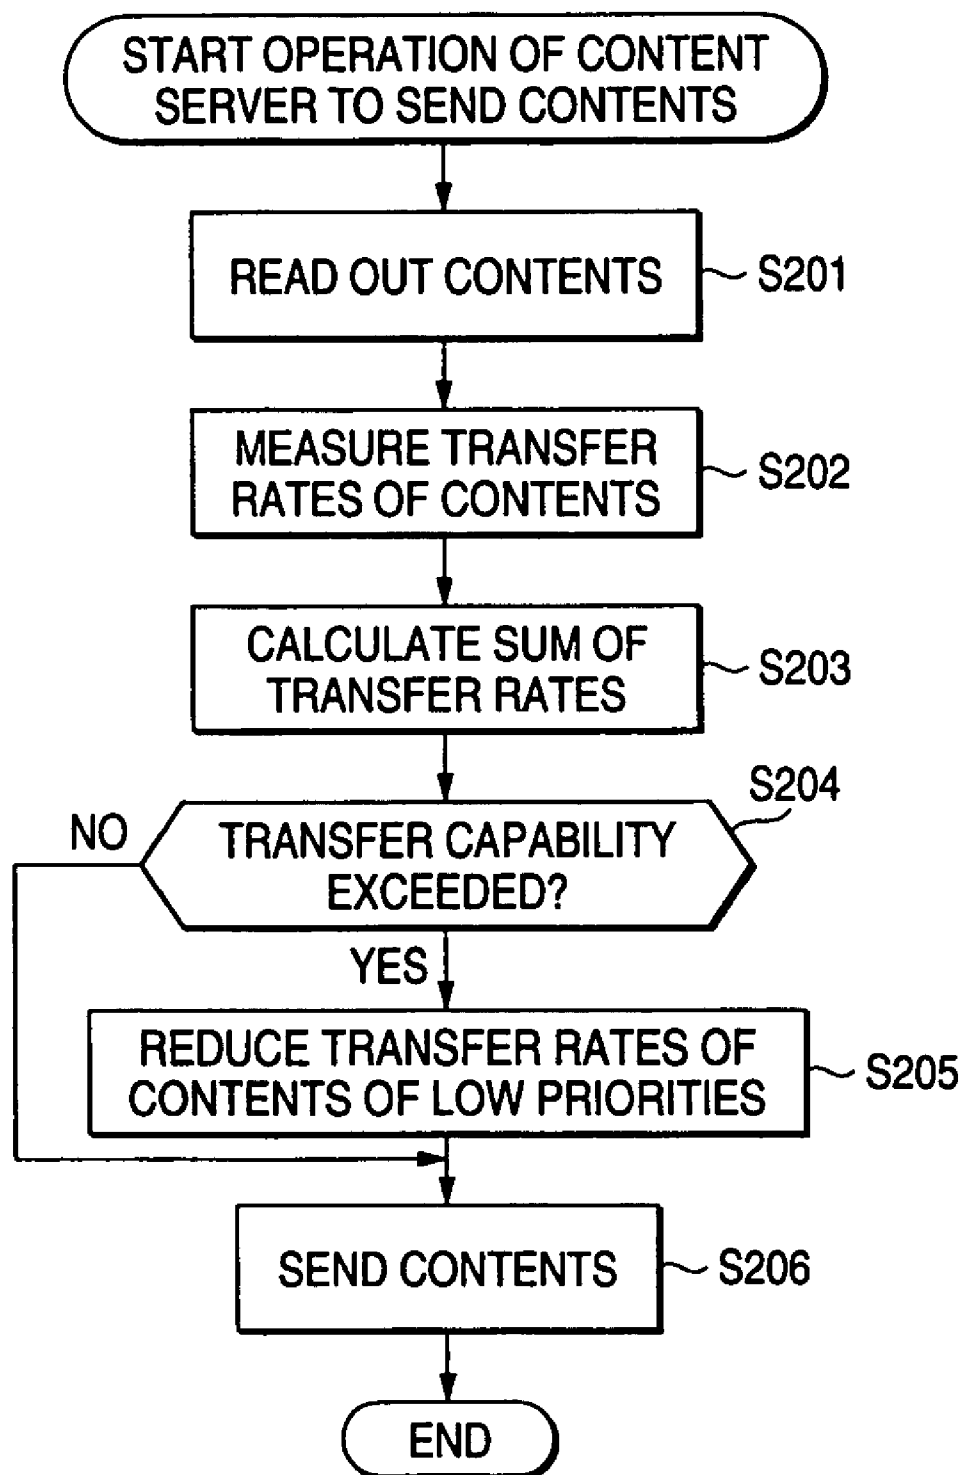 START OPERATION OF CONTENT
SERVER TO SEND CONTENTS
READ OUT CONTENTS
S201
MEASURE TRANSFER
RATES OF CONTENTS
S202
CALCULATE SUM OF
TRANSFER RATES
S203
S204
NO
TRANSFER CAPABILITY
EXCEEDED?
YES
REDUCE TRANSFER RATES OF
CONTENTS OF LOW PRIORITIES
S205
SEND CONTENTS
S206
END